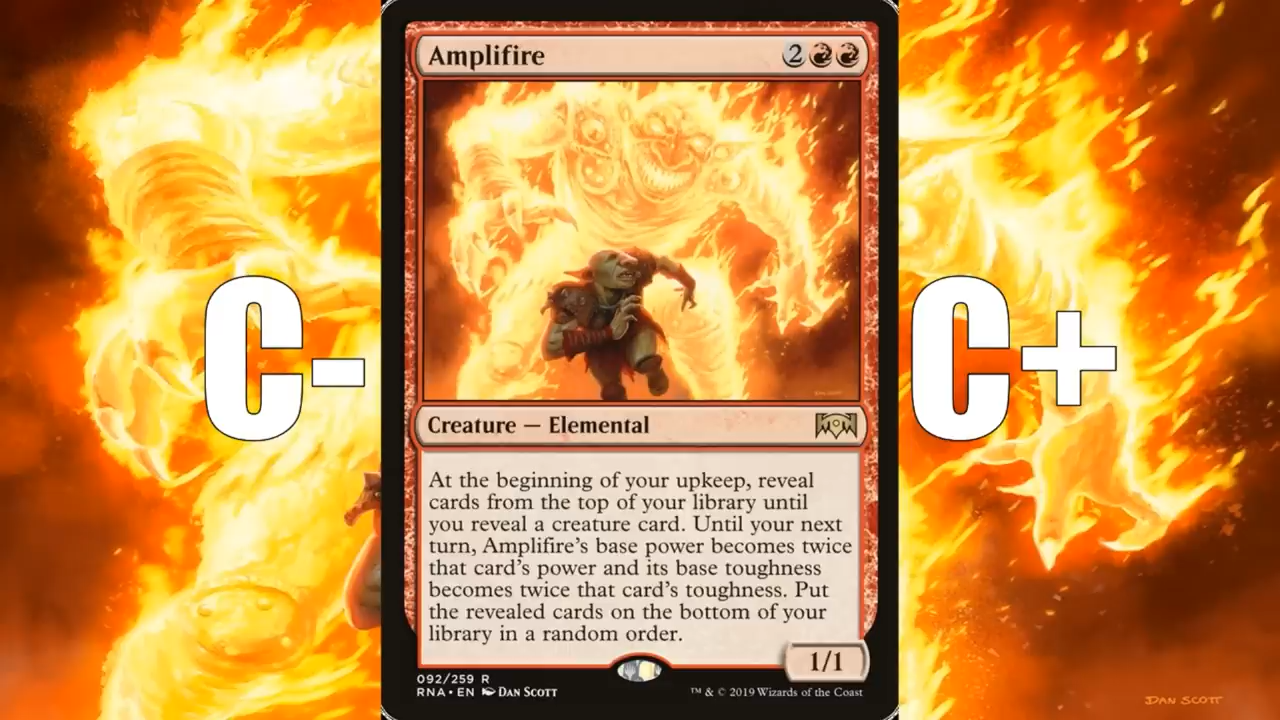 Amplifire 2
C-
C+
Creature — Elemental
At the beginning of your upkeep, reveal
cards from the top of your library until
you reveal a creature card. Until your next
turn, Amplifire's base power becomes twice
that card's power and its base toughness
becomes twice that card's toughness. Put
the revealed cards on the bottom of your
library in a random order.
1/1
092/259 R
RNA • EN DAN SCOTT
™ & © 2019 Wizards of the Coast
DAN SCOTT